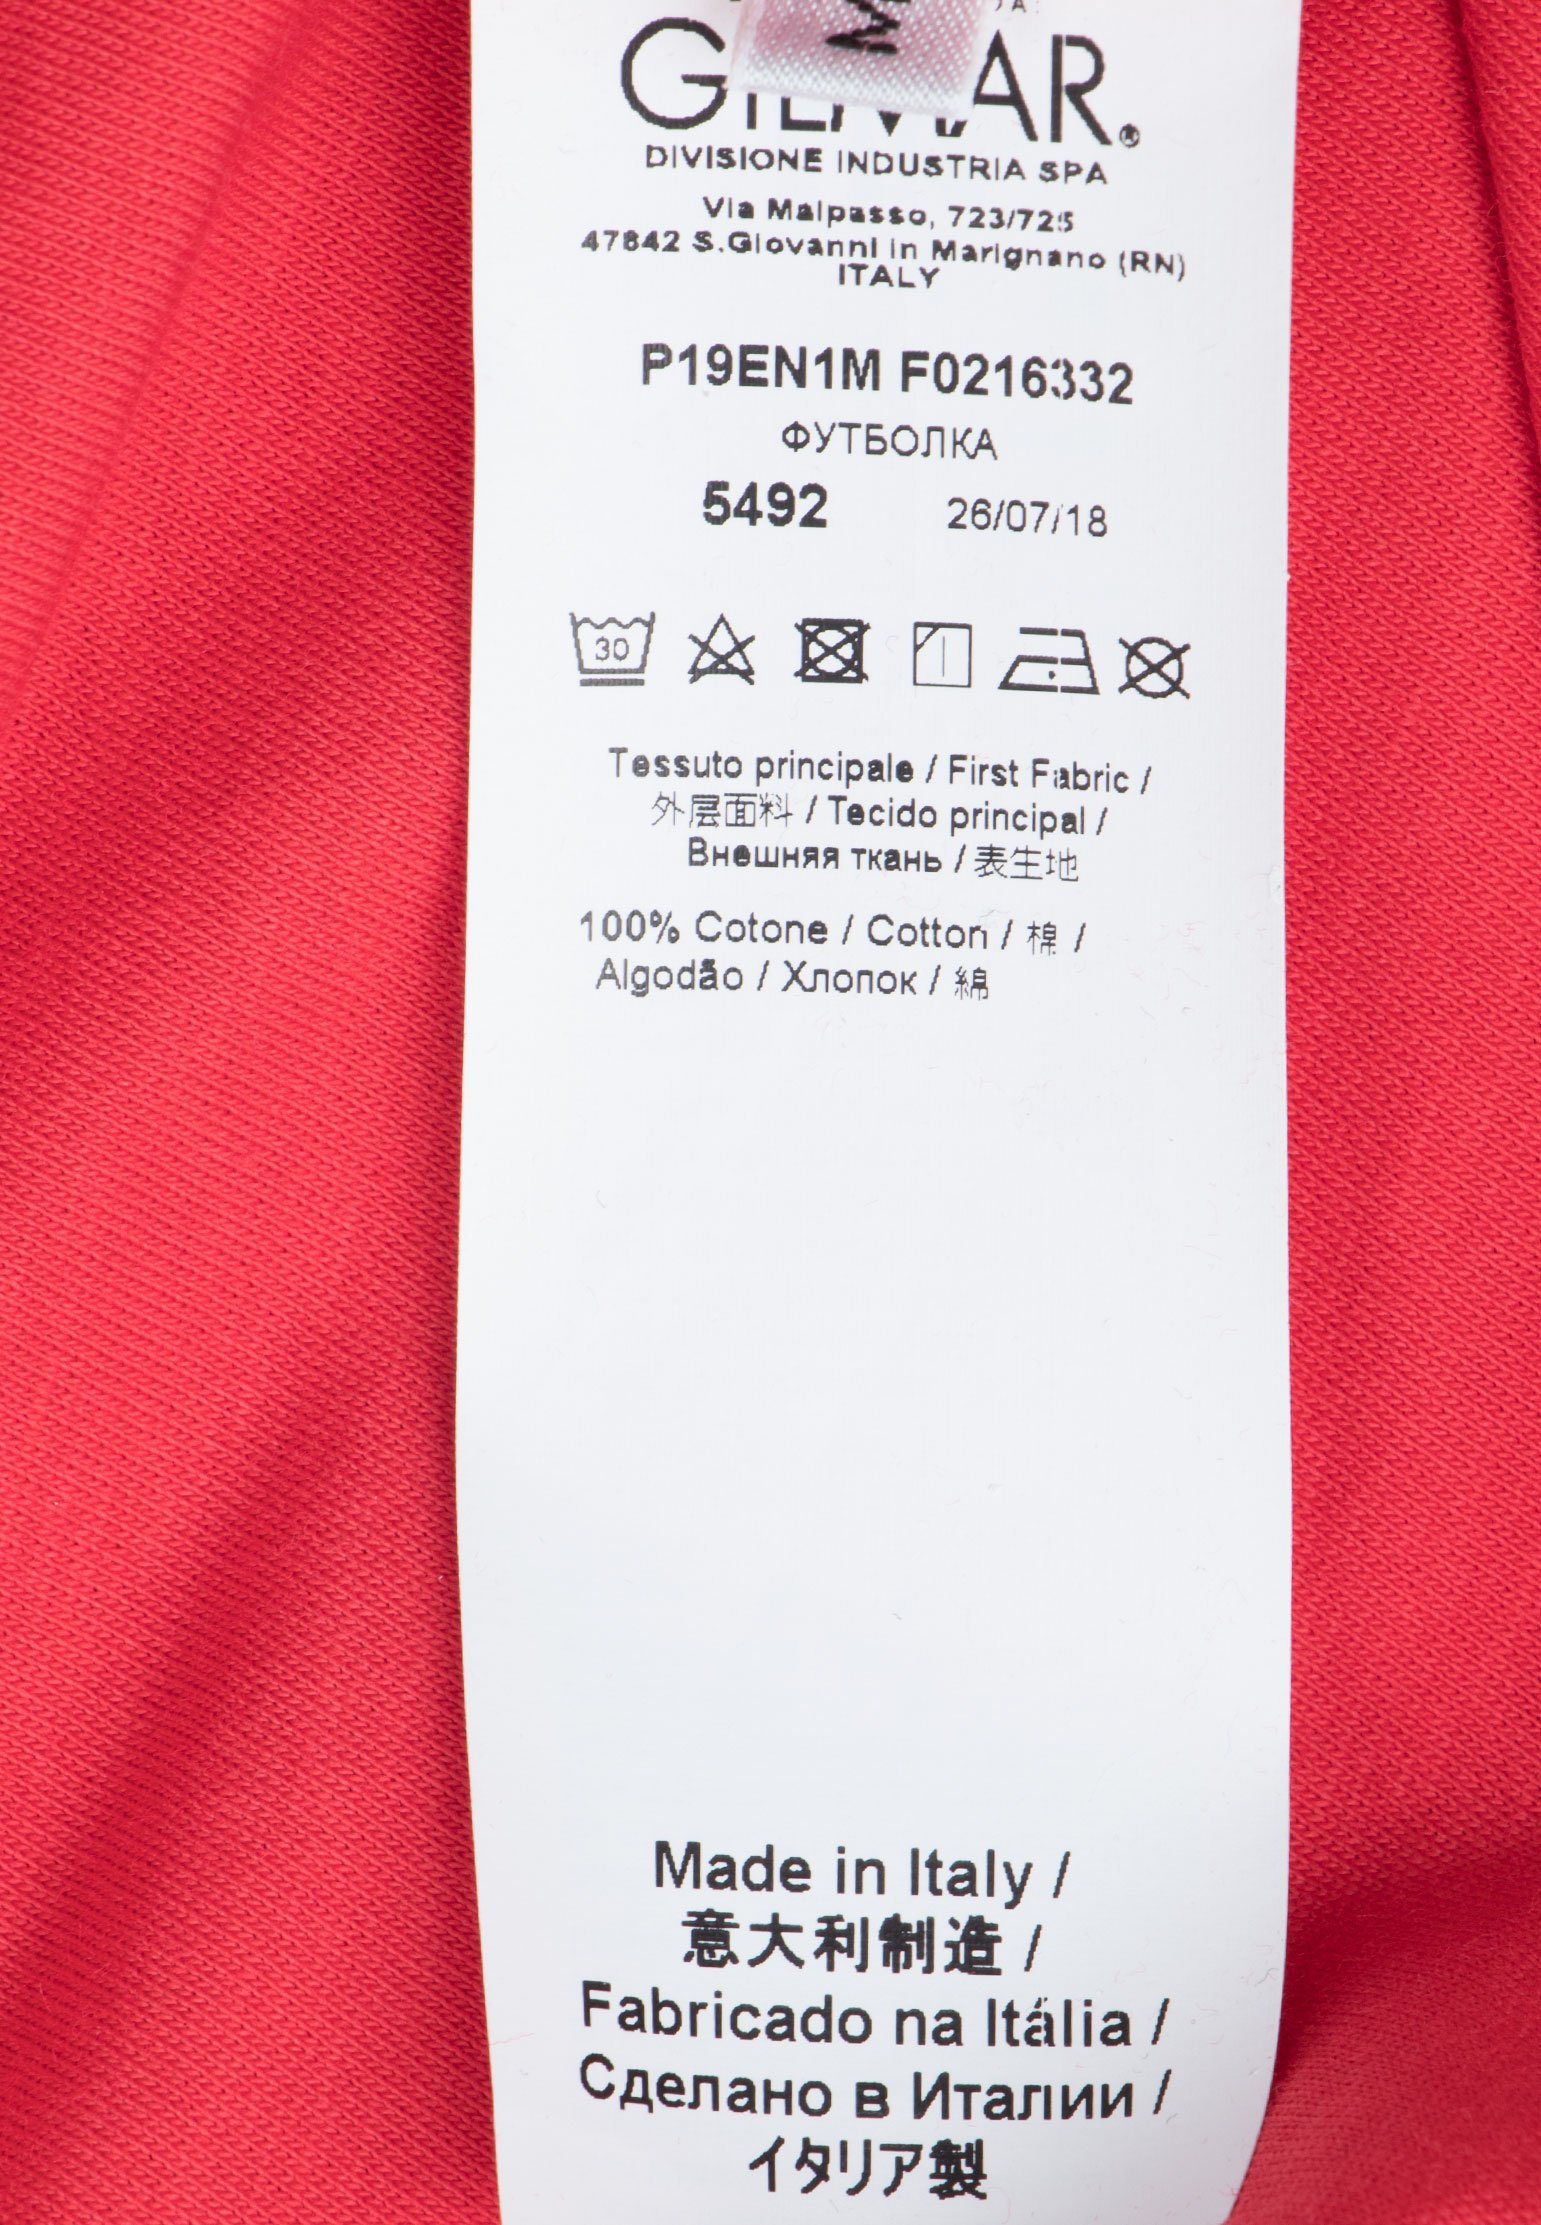 GILMAR®
DIVISIONE INDUSTRIA SPA
Via Malpasso, 723/725
47842 S.Giovanni in Marignano (RN)
ITALY
P19EN1M F0216332
ФУТБОЛКА
5492 26/07/18
30
Tessuto principale / First Fabric /
外层面料 / Tecido principal /
Внешняя ткань / 表生地
100% Cotone / Cotton / 棉 /
Algodão / Хлопок / 綿
Made in Italy /
意大利制造 /
Fabricado na Itália /
Сделано в Италии /
イタリア製